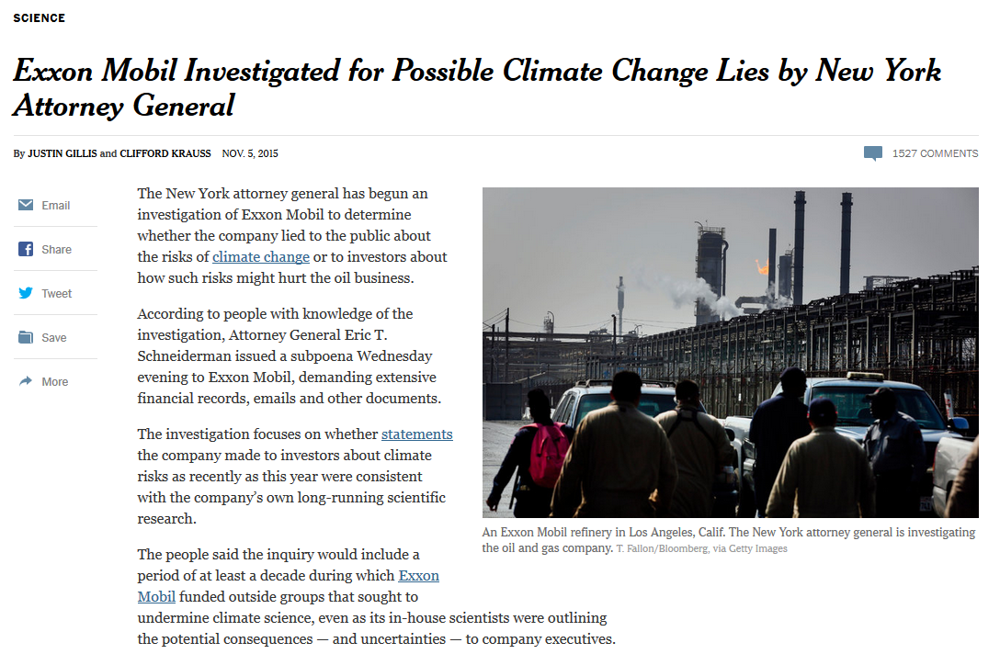 SCIENCE
Exxon Mobil Investigated for Possible Climate Change Lies by New York
Attorney General
By JUSTIN GILLIS and CLIFFORD KRAUSS NOV. 5, 2015
1527 COMMENTS
Email
Share
Tweet
Save
More
The New York attorney general has begun an
investigation of Exxon Mobil to determine
whether the company lied to the public about
the risks of climate change or to investors about
how such risks might hurt the oil business.
According to people with knowledge of the
investigation, Attorney General Eric T.
Schneiderman issued a subpoena Wednesday
evening to Exxon Mobil, demanding extensive
financial records, emails and other documents.
The investigation focuses on whether statements
the company made to investors about climate
risks as recently as this year were consistent
with the company’s own long-running scientific
research.
The people said the inquiry would include a
period of at least a decade during which Exxon
Mobil funded outside groups that sought to
undermine climate science, even as its in-house scientists were outlining
the potential consequences — and uncertainties — to company executives.
An Exxon Mobil refinery in Los Angeles, Calif. The New York attorney general is investigating
the oil and gas company. T. Fallon/Bloomberg, via Getty Images